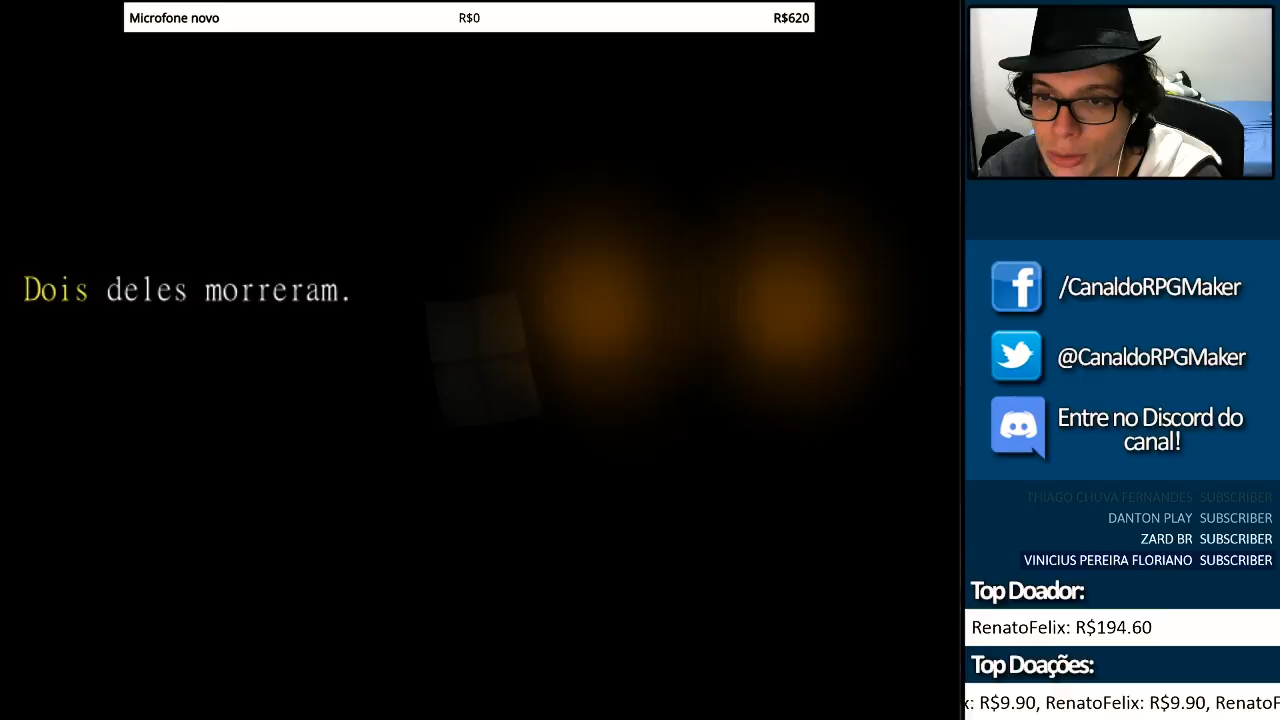 Microfone novo R$0 R$620
Dois deles morreram.
/CanaldoRPGMaker
@CanaldoRPGMaker
Entre no Discord do
canal!
THIAGO CHUVA FERNANDES SUBSCRIBER
DANTON PLAY SUBSCRIBER
ZARD BR SUBSCRIBER
VINICIUS PEREIRA FLORIANO SUBSCRIBER
Top Doador:
RenatoFelix: R$194.60
Top Doações:
x: R$9.90, RenatoFelix: R$9.90, RenatoF